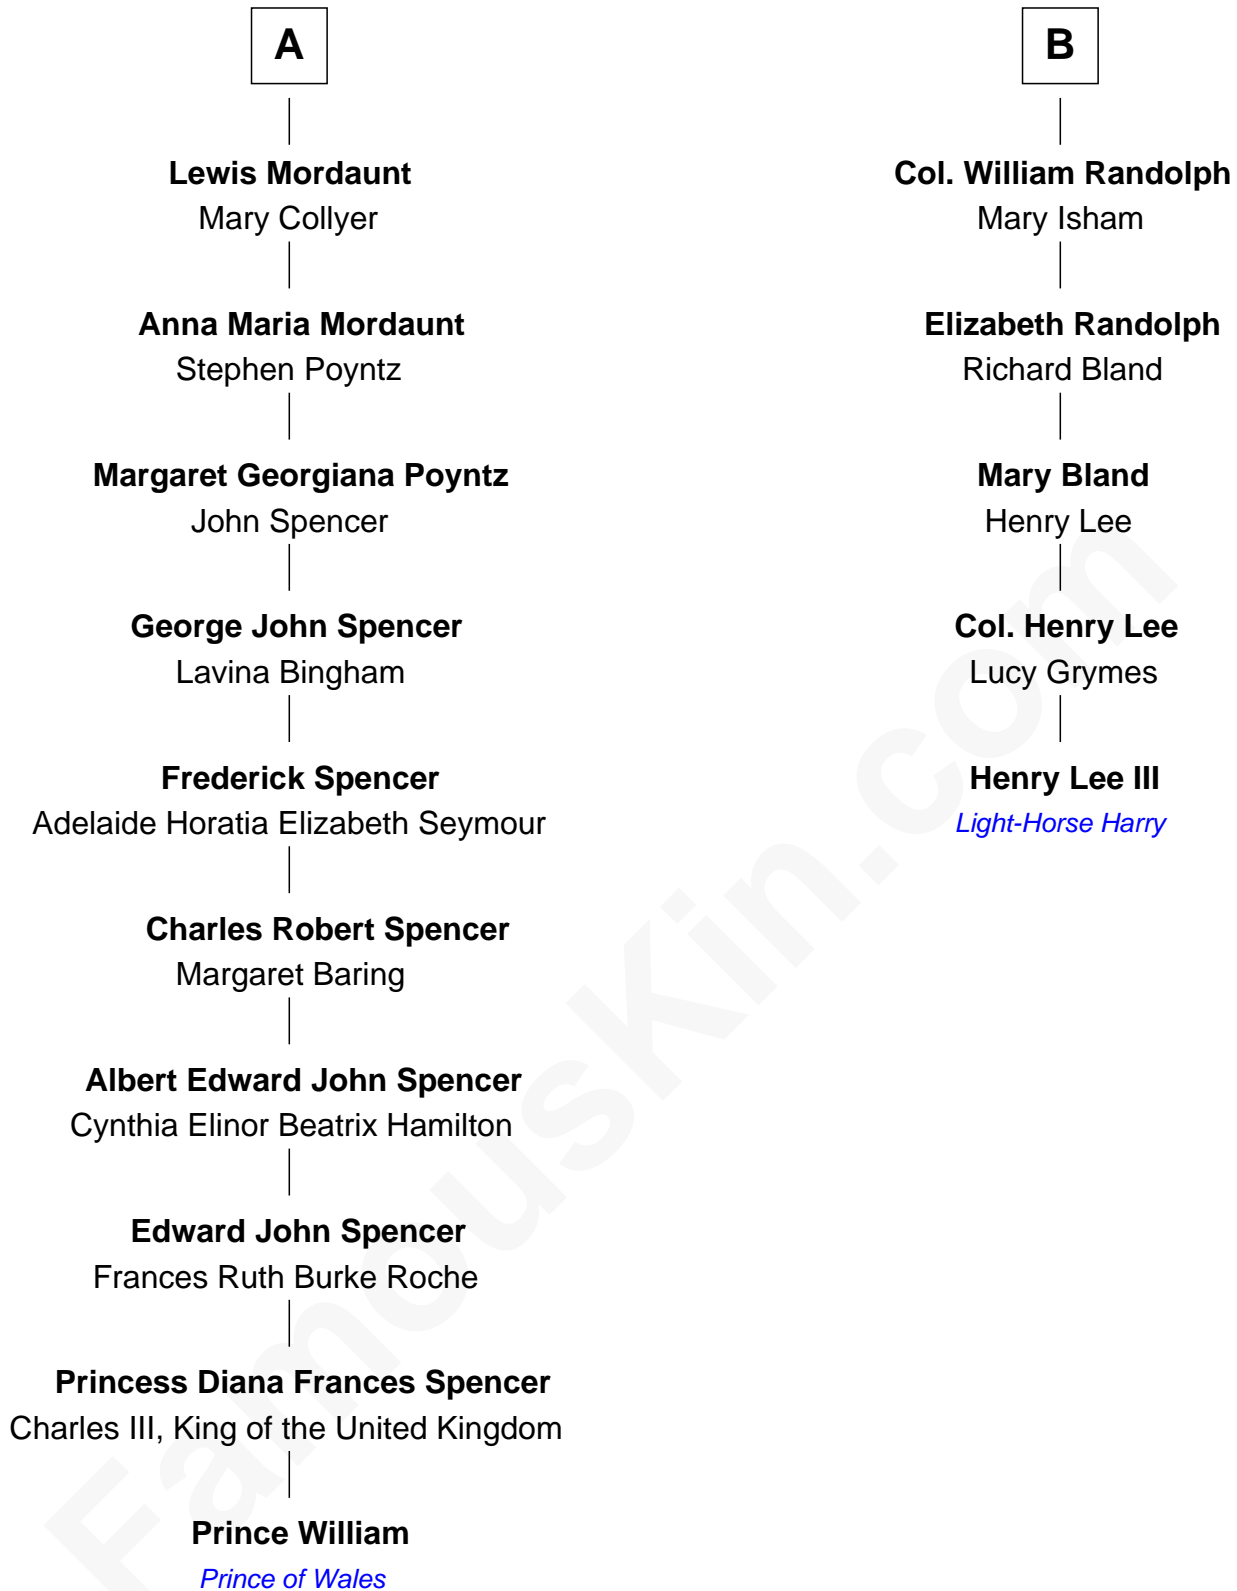 A
Lewis Mordaunt
Mary Collyer
Anna Maria Mordaunt
Stephen Poyntz
Margaret Georgiana Poyntz
John Spencer
George John Spencer
Lavina Bingham
Frederick Spencer
Adelaide Horatia Elizabeth Seymour
Charles Robert Spencer
Margaret Baring
Albert Edward John Spencer
Cynthia Elinor Beatrix Hamilton
Edward John Spencer
Frances Ruth Burke Roche
Princess Diana Frances Spencer
Charles III, King of the United Kingdom
Prince William
Prince of Wales
B
Col. William Randolph
Mary Isham
Elizabeth Randolph
Richard Bland
Mary Bland
Henry Lee
Col. Henry Lee
Lucy Grymes
Henry Lee III
Light-Horse Harry
FamousKin.com